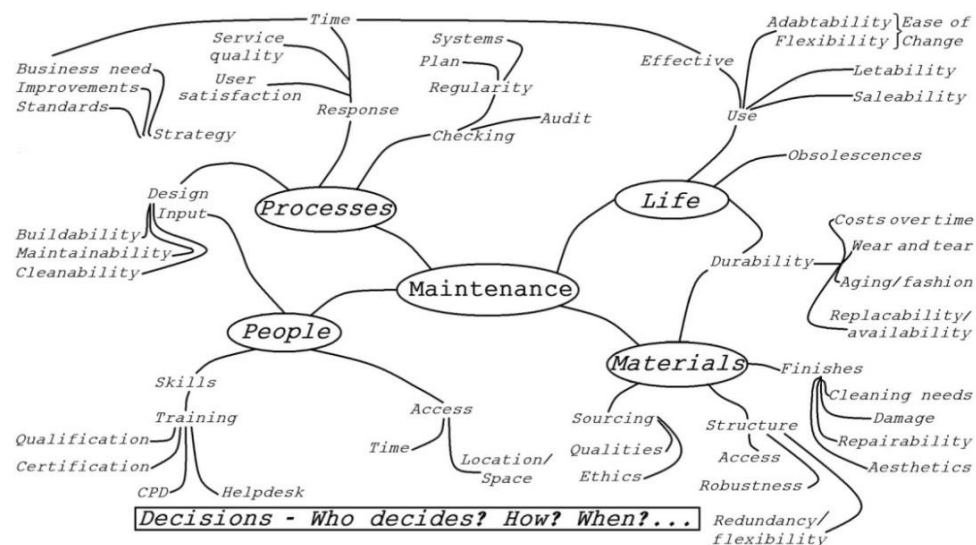 Time
Service
quality
User
satisfaction
Response
Systems
Plan
Regularity
Checking
Audit
Effective
Adabtability
Flexibility
Ease of
Change
Letability
Saleability
Use
Obsolescences
Business need
Improvements
Standards
Strategy
Design
Input
Buildability
Maintainability
Cleanability
Processes
Life
Maintenance
People
Materials
Durability
Costs over time
Wear and tear
Aging/fashion
Replacability/
availability
Finishes
Cleaning needs
Damage
Repairability
Aesthetics
Skills
Training
Qualification
Certification
CPD
Helpdesk
Access
Time
Location/
Space
Sourcing
Qualities
Ethics
Structure
Access
Robustness
Redundancy/
flexibility
Decisions - Who decides? How? When?...